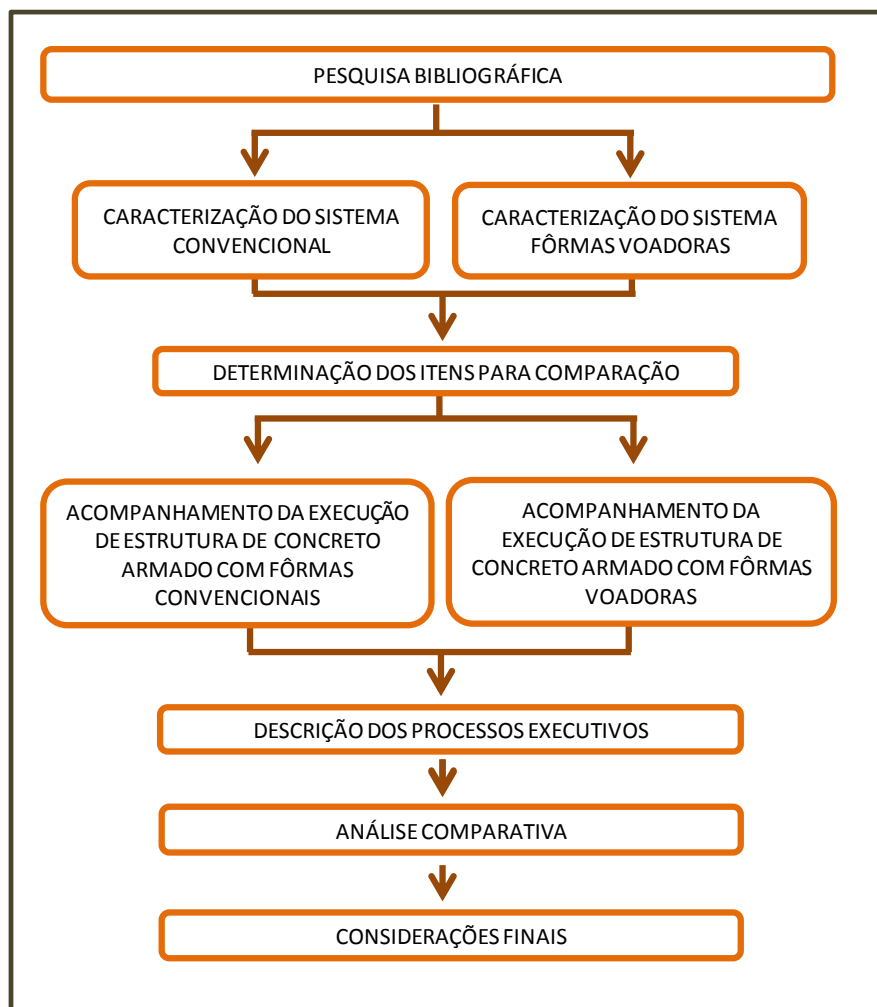 PESQUISA BIBLIOGRÁFICA
CARACTERIZAÇÃO DO SISTEMA
CONVENCIONAL
CARACTERIZAÇÃO DO SISTEMA
FÔRMAS VOADORAS
DETERMINAÇÃO DOS ITENS PARA COMPARAÇÃO
ACOMPANHAMENTO DA EXECUÇÃO
DE ESTRUTURA DE CONCRETO
ARMADO COM FÔRMAS
CONVENCIONAIS
ACOMPANHAMENTO DA
EXECUÇÃO DE ESTRUTURA DE
CONCRETO ARMADO COM FÔRMAS
VOADORAS
DESCRIÇÃO DOS PROCESSOS EXECUTIVOS
ANÁLISE COMPARATIVA
CONSIDERAÇÕES FINAIS